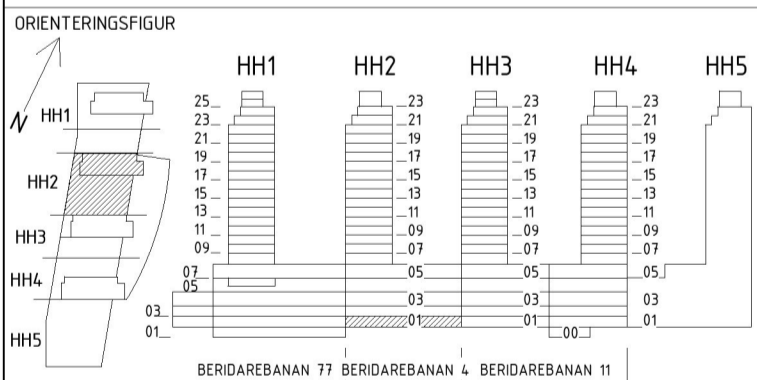 ORIENTERINGSFIGUR
N
HH1
HH2
HH3
HH4
HH5
HH1 HH2 HH3 HH4 HH5
25 23 23 23
23 21 21 21
21 19 19 19
19 17 17 17
17 15 15 15
15 13 13 13
13 11 11 11
11 09 09 09
09 07 07 07
07 05 05 05
05
03 03 03
03
01 01 01
01 00
BERIDAREBANAN 77 BERIDAREBANAN 4 BERIDAREBANAN 11